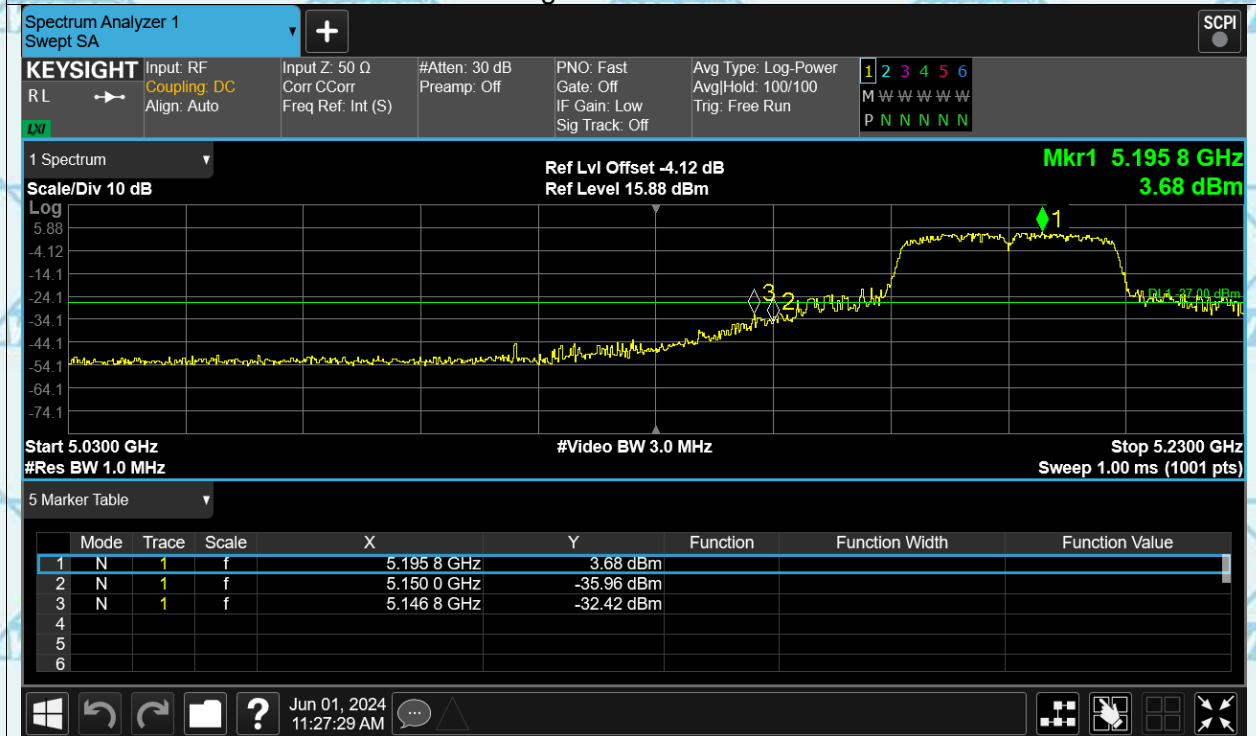 Spectrum Analyzer 1
Swept SA
+
SCPI
KEYSIGHT Input: RF Input Z: 50 Ω #Atten: 30 dB PNO: Fast Avg Type: Log-Power 1 2 3 4 5 6
R L Coupling: DC Corr CCorr Preamp: Off Gate: Off Avg|Hold: 100/100 M W W W W W
Align: Auto Freq Ref: Int (S) IF Gain: Low Trig: Free Run
LXI Sig Track: Off P N N N N N
1 Spectrum Ref Lvl Offset -4.12 dB Mkr1 5.195 8 GHz
Scale/Div 10 dB Ref Level 15.88 dBm 3.68 dBm
Log
5.88
-4.12
-14.1
-24.1
-34.1
-44.1
-54.1
-64.1
-74.1
1
3
2
DL1 -27.00 dBm
Start 5.0300 GHz #Video BW 3.0 MHz Stop 5.2300 GHz
#Res BW 1.0 MHz Sweep 1.00 ms (1001 pts)
5 Marker Table
Mode Trace Scale X Y Function Function Width Function Value
1 N 1 f 5.195 8 GHz 3.68 dBm
2 N 1 f 5.150 0 GHz -35.96 dBm
3 N 1 f 5.146 8 GHz -32.42 dBm
4
5
6
? Jun 01, 2024
11:27:29 AM